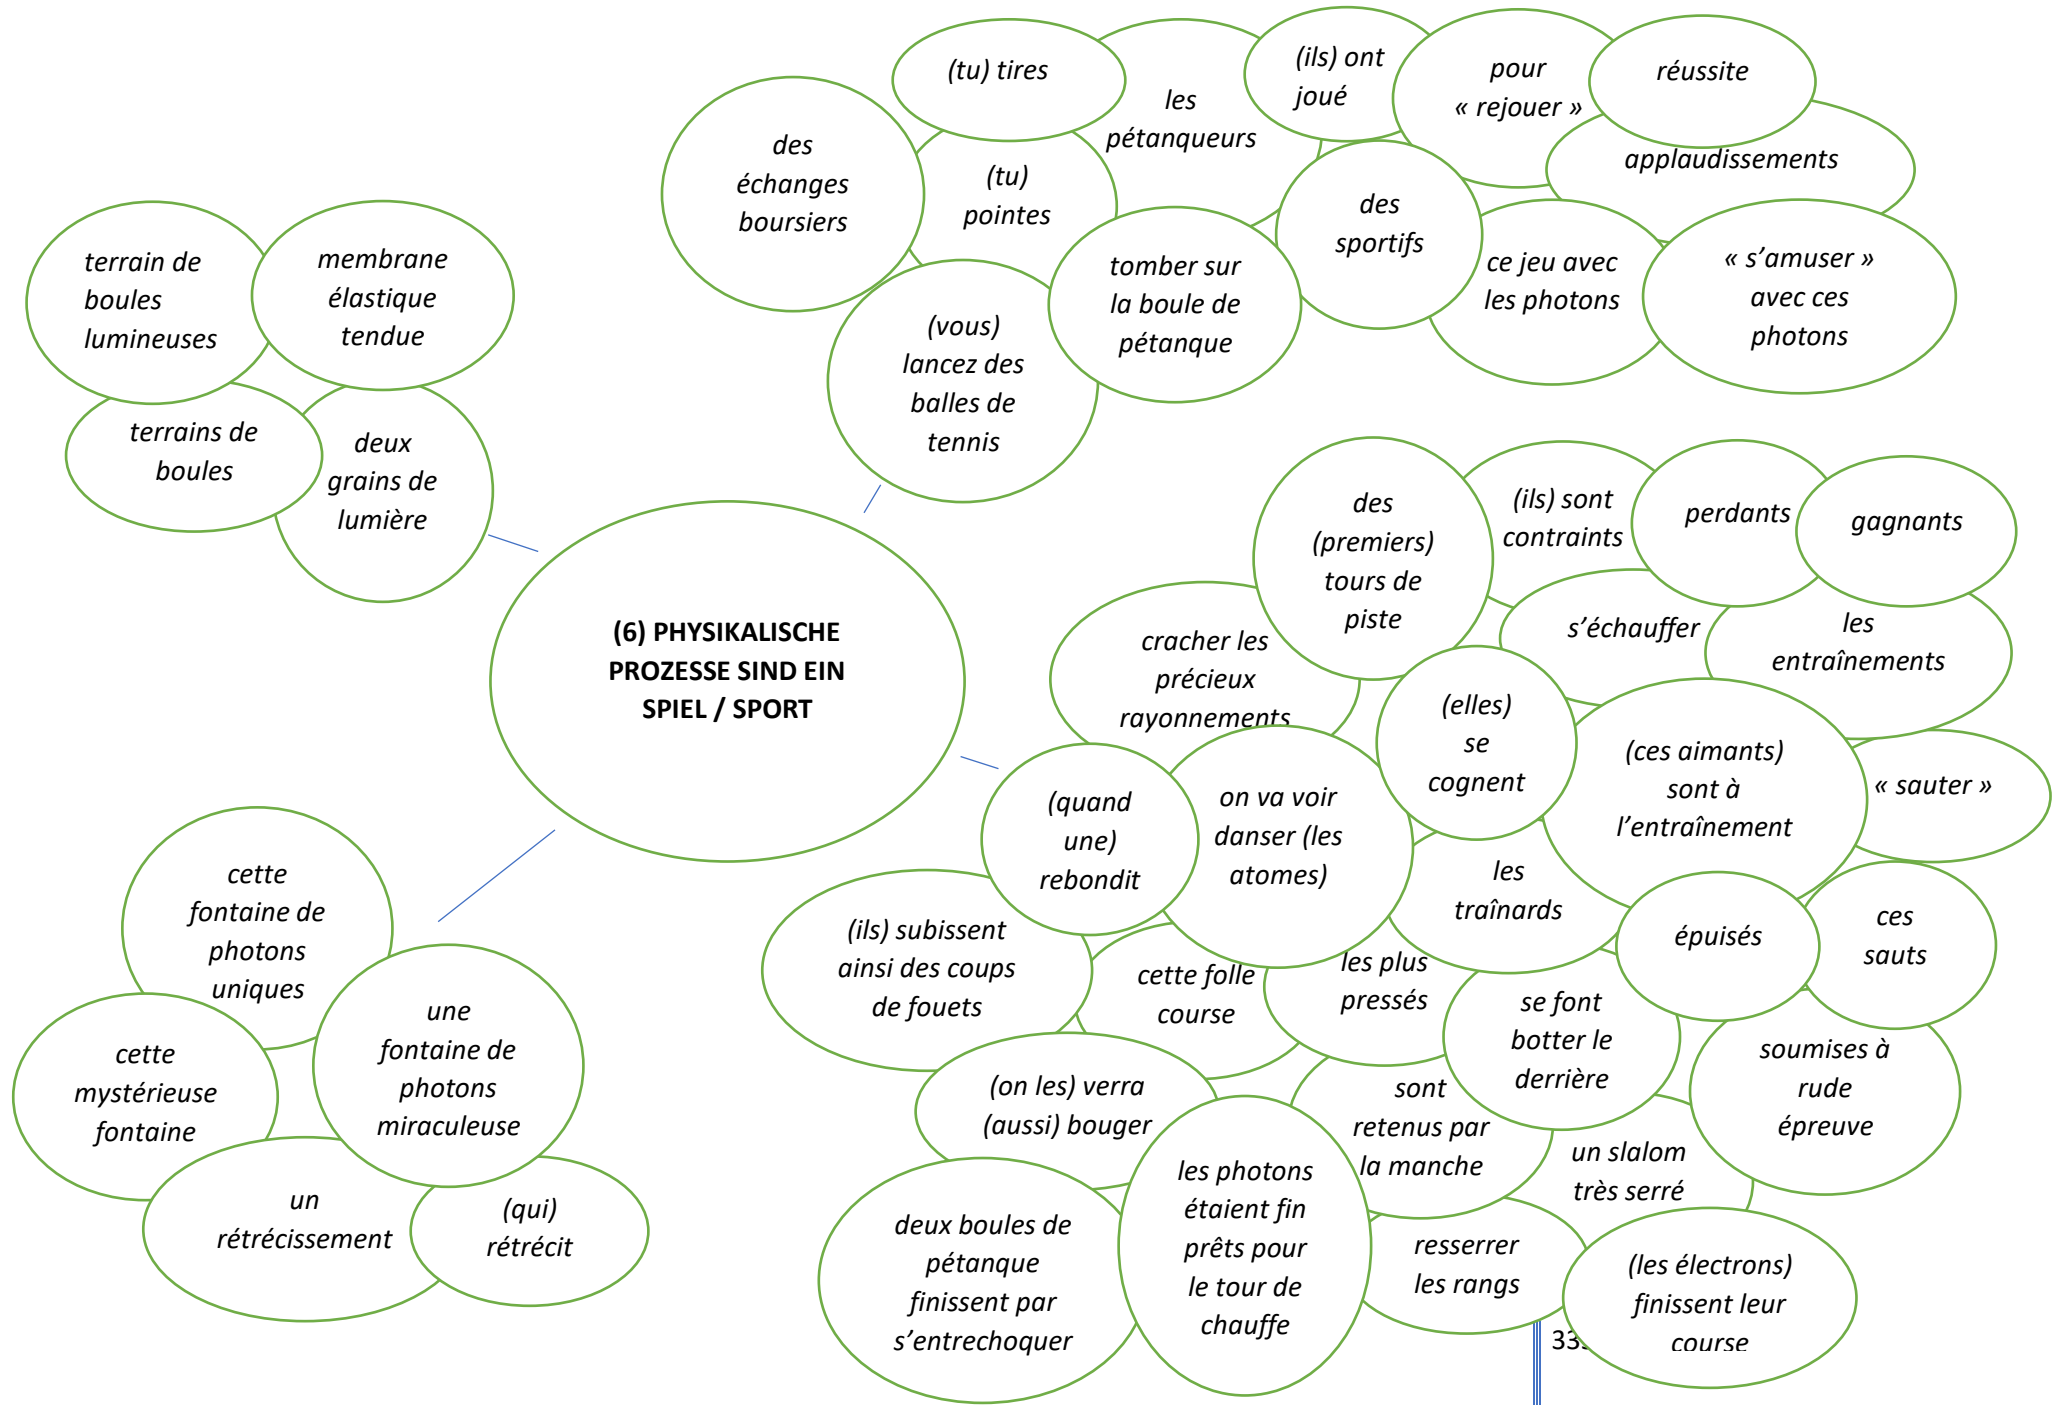 (tu) tires
les
pétanqueurs
(ils) ont
joué
pour
« rejouer »
réussite
applaudissements
des
échanges
boursiers
(tu)
pointes
des
sportifs
ce jeu avec
les photons
« s’amuser »
avec ces
photons
tomber sur
la boule de
pétanque
(vous)
lancez des
balles de
tennis
terrain de
boules
lumineuses
membrane
élastique
tendue
terrains de
boules
deux
grains de
lumière
(6) PHYSIKALISCHE
PROZESSE SIND EIN
SPIEL / SPORT
des
(premiers)
tours de
piste
(ils) sont
contraints
perdants
gagnants
s’échauffer
les
entraînements
cracher les
précieux
rayonnements
(elles)
se
cognent
(ces aimants)
sont à
l’entraînement
« sauter »
(quand
une)
rebondit
on va voir
danser (les
atomes)
les
traînards
épuisés
ces
sauts
(ils) subissent
ainsi des coups
de fouets
cette folle
course
les plus
pressés
se font
botter le
derrière
soumises à
rude
épreuve
(on les) verra
(aussi) bouger
sont
retenus par
la manche
un slalom
très serré
deux boules de
pétanque
finissent par
s’entrechoquer
les photons
étaient fin
prêts pour
le tour de
chauffe
resserrer
les rangs
(les électrons)
finissent leur
course
cette
fontaine de
photons
uniques
cette
mystérieuse
fontaine
une
fontaine de
photons
miraculeuse
un
rétrécissement
(qui)
rétrécit